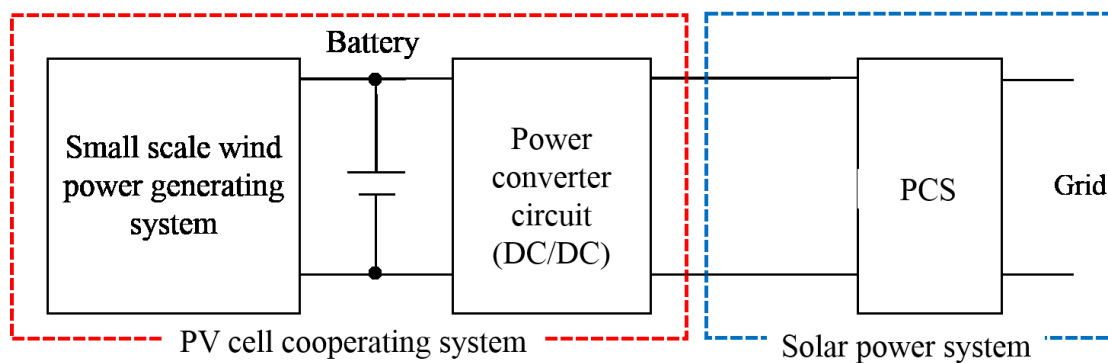 Battery
Small scale wind
power generating
system
Power
converter
circuit
(DC/DC)
PCS
Grid
PV cell cooperating system
Solar power system